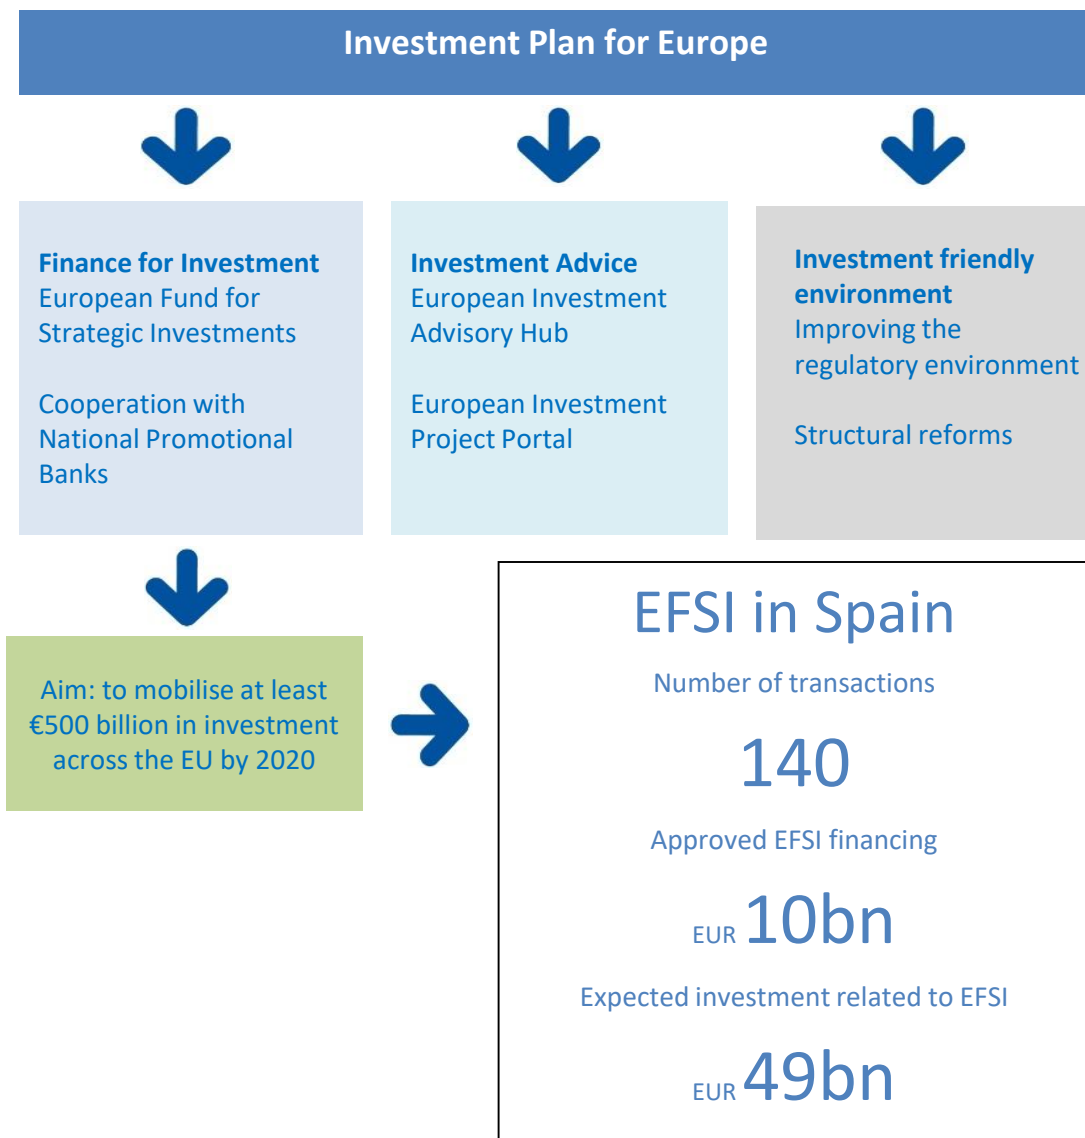 Investment Plan for Europe
Finance for Investment
European Fund for
Strategic Investments
Cooperation with
National Promotional
Banks
Investment Advice
European Investment
Advisory Hub
European Investment
Project Portal
Investment friendly
environment
Improving the
regulatory environment
Structural reforms
Aim: to mobilise at least
€500 billion in investment
across the EU by 2020
EFSI in Spain
Number of transactions
140
Approved EFSI financing
EUR 10bn
Expected investment related to EFSI
EUR 49bn